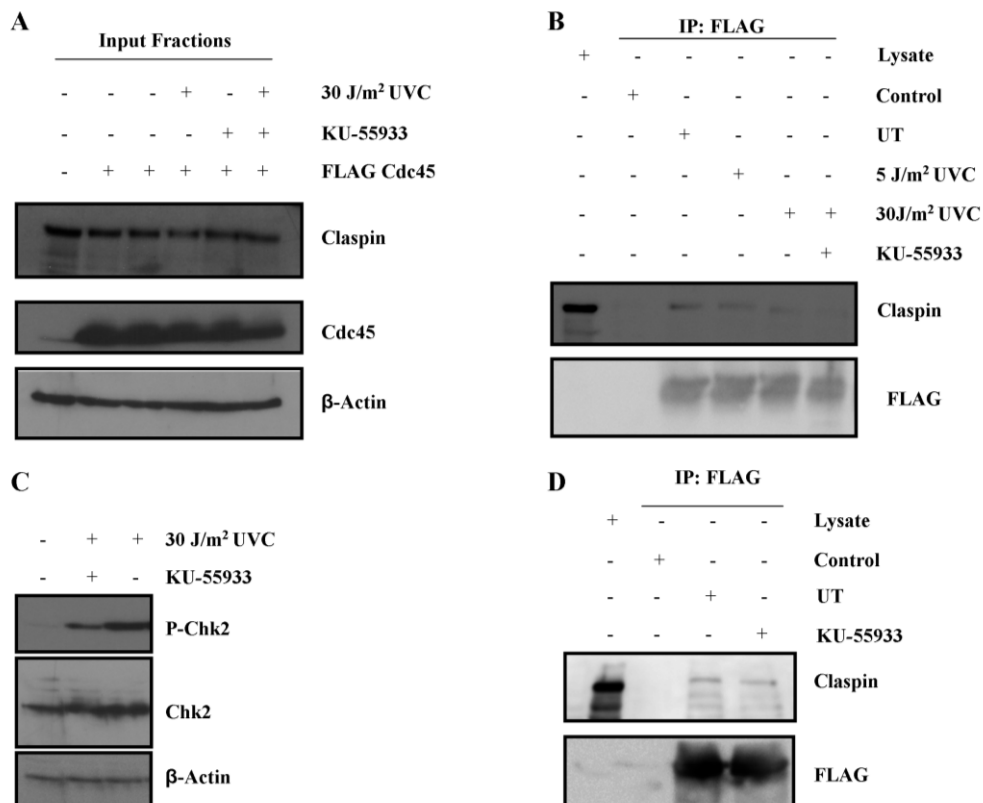 A
Input Fractions
- - - + - + 30 J/m² UVC
- - - - + + KU-55933
- + + + + + FLAG Cdc45
Claspin
Cdc45
β-Actin
B
IP: FLAG
+ - - - - - Lysate
- + - - - - Control
- - + - - - UT
- - - + - - 5 J/m² UVC
- - - - + + 30J/m² UVC
- - - - - + KU-55933
Claspin
FLAG
C
- + + 30 J/m² UVC
- + - KU-55933
P-Chk2
Chk2
β-Actin
D
IP: FLAG
+ - - - Lysate
- + - - Control
- - + - UT
- - - + KU-55933
Claspin
FLAG